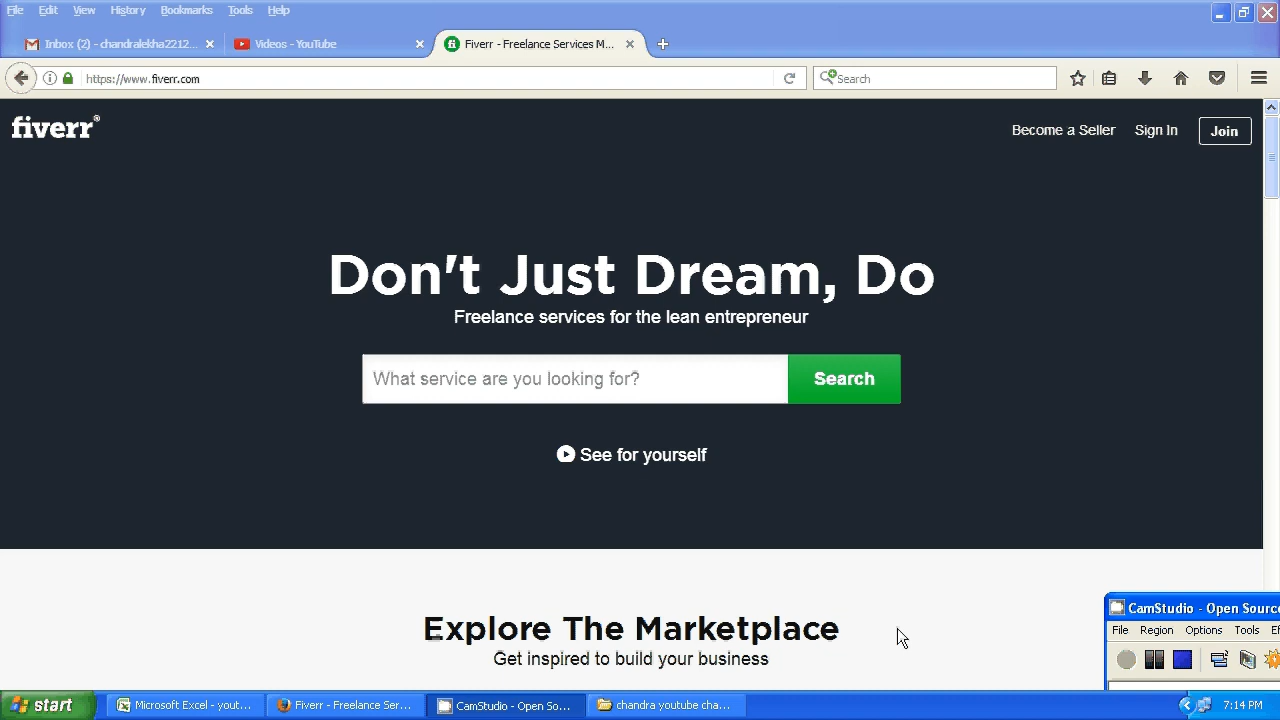 File Edit View History Bookmarks Tools Help
Inbox (2) - chandralekha2212...
Videos - YouTube
Fiverr - Freelance Services M...
https://www.fiverr.com
Search
fiverr®
Become a Seller
Sign In
Join
Don't Just Dream, Do
Freelance services for the lean entrepreneur
What service are you looking for?
Search
See for yourself
Explore The Marketplace
Get inspired to build your business
CamStudio - Open Source
File Region Options Tools Ef
start
Microsoft Excel - yout...
Fiverr - Freelance Ser...
CamStudio - Open So...
chandra youtube cha...
7:14 PM